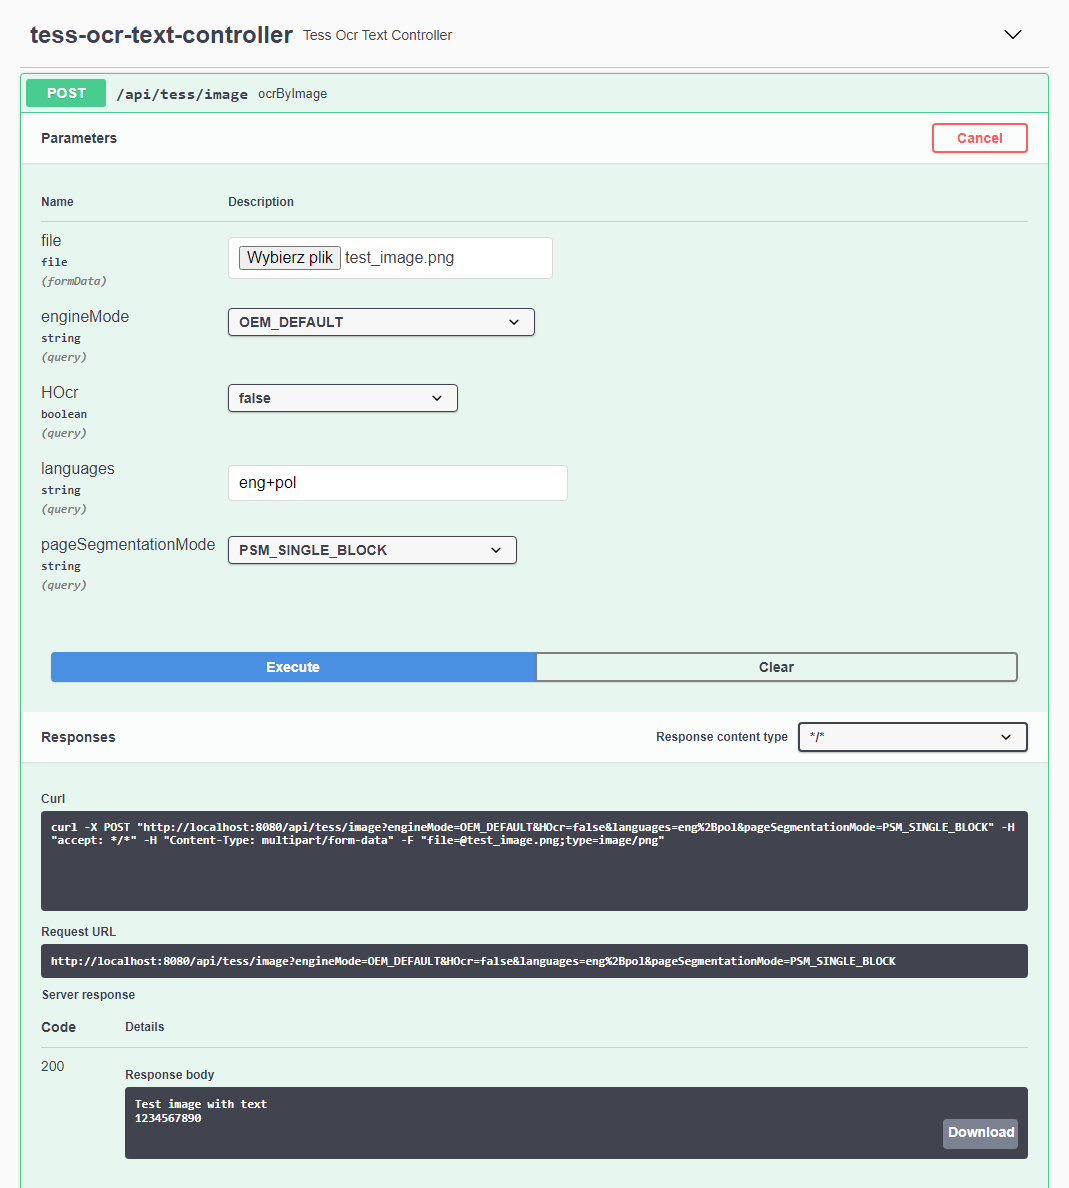 tess-ocr-text-controller Tess Ocr Text Controller
POST /api/tess/image ocrByImage
Parameters Cancel
Name Description
file
file
(formData)
Wybierz plik test_image.png
engineMode
string
(query)
OEM_DEFAULT
HOcr
boolean
(query)
false
languages
string
(query)
eng+pol
pageSegmentationMode
string
(query)
PSM_SINGLE_BLOCK
Execute Clear
Responses Response content type */*
Curl
curl -X POST "http://localhost:8080/api/tess/image?engineMode=OEM_DEFAULT&HOcr=false&languages=eng%2Bpol&pageSegmentationMode=PSM_SINGLE_BLOCK" -H
"accept: */*" -H "Content-Type: multipart/form-data" -F "file=@test_image.png;type=image/png"
Request URL
http://localhost:8080/api/tess/image?engineMode=OEM_DEFAULT&HOcr=false&languages=eng%2Bpol&pageSegmentationMode=PSM_SINGLE_BLOCK
Server response
Code Details
200
Response body
Test image with text
1234567890
Download